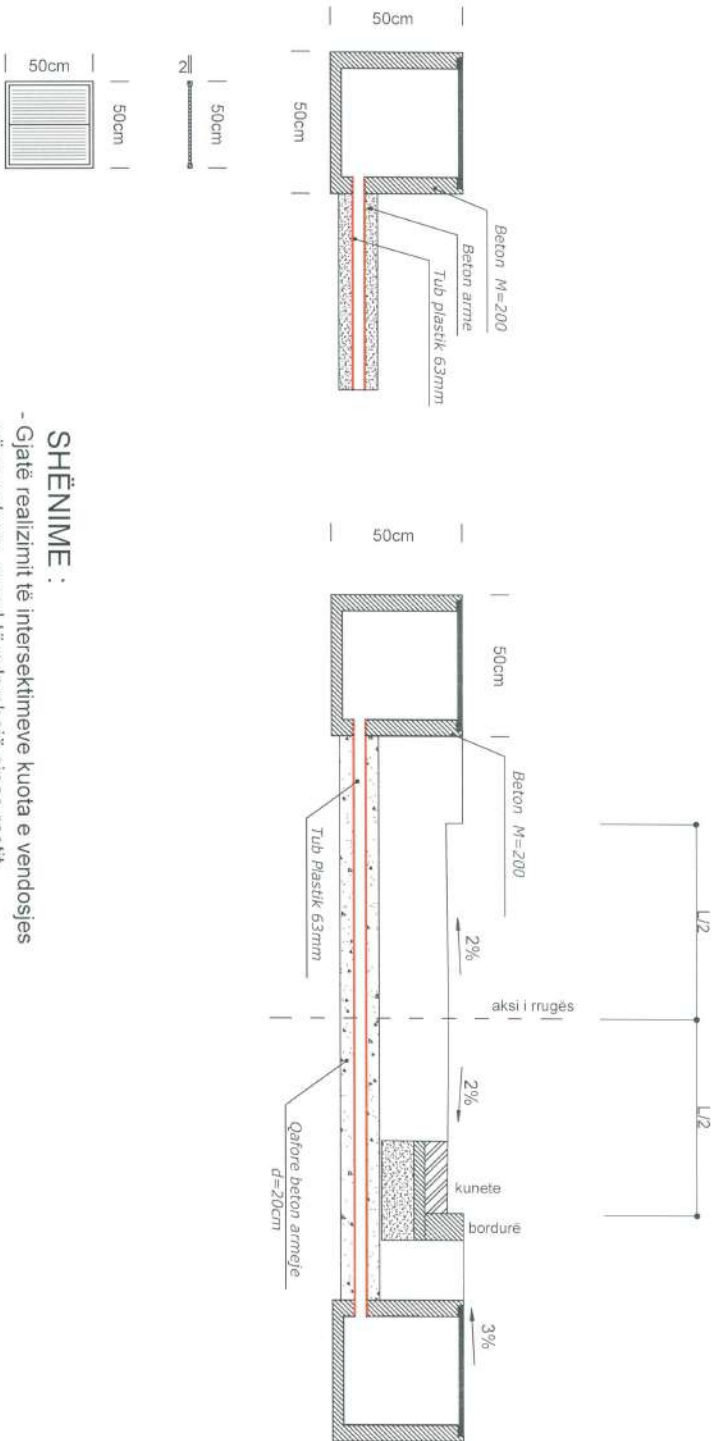 50cm
50cm
Beton M=200
Beton arme
Tub plastik 63mm
50cm
50cm
2
50cm
50cm
50cm
Beton M=200
Tub Plastik 63mm
L/2
L/2
2%
aksi i rrugës
2%
kunete
bordurë
3%
Qafore beton armeje
d=20cm
SHËNIME :
- Gjatë realizimit të intersektimeve kuota e vendosjes